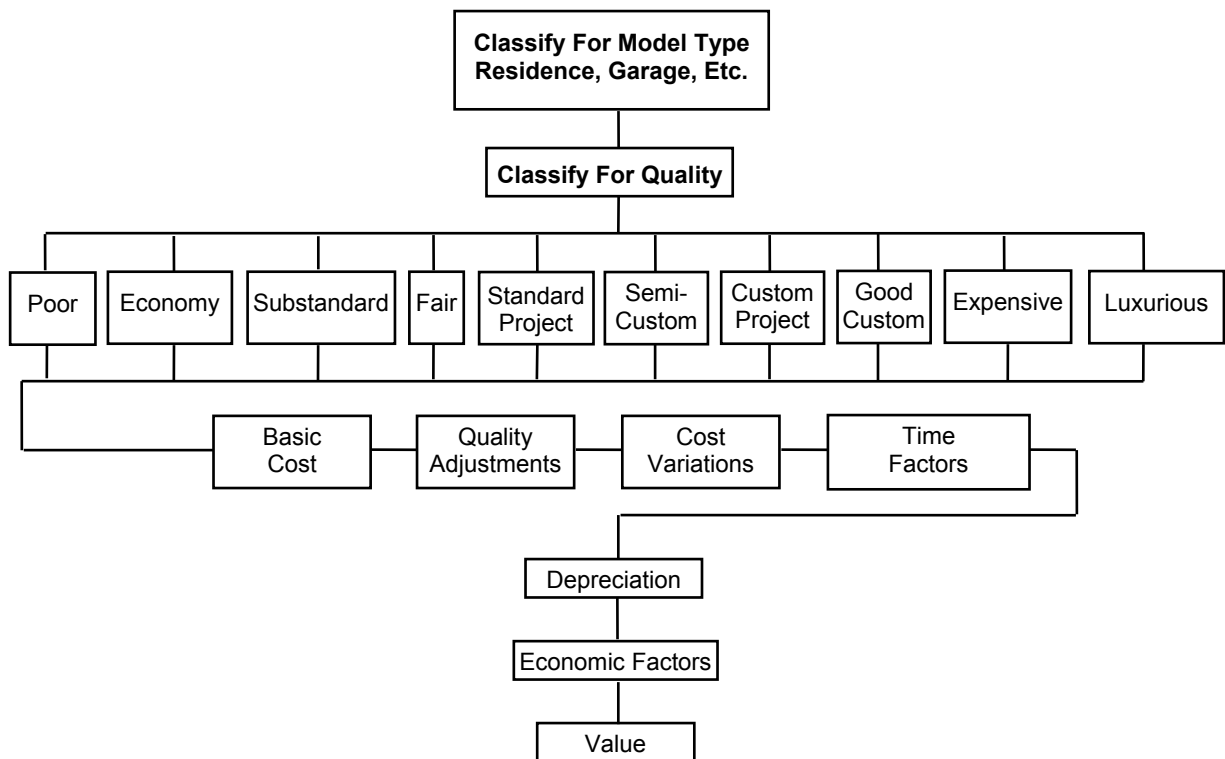 Classify For Model Type
Residence, Garage, Etc.
Classify For Quality
Poor
Economy
Substandard
Fair
Standard
Project
Semi-
Custom
Custom
Project
Good
Custom
Expensive
Luxurious
Basic
Cost
Quality
Adjustments
Cost
Variations
Time
Factors
Depreciation
Economic Factors
Value